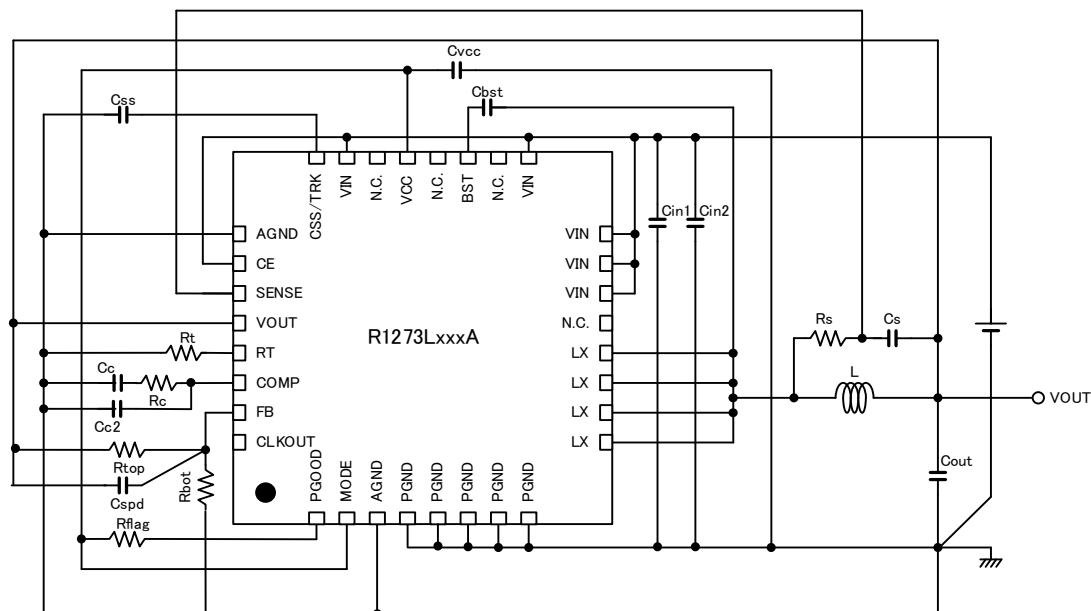 Cvcc
Cbst
Css
CSS/TRK
VIN
N.C.
VCC
N.C.
BST
N.C.
VIN
Cin1
Cin2
AGND
CE
SENSE
VOUT
RT
COMP
FB
CLKOUT
R1273LxxxA
VIN
VIN
VIN
N.C.
LX
LX
LX
LX
Rt
Cc
Rc
Cc2
Rtop
Cspd
Rbot
Rflag
PGOOD
MODE
AGND
PGND
PGND
PGND
PGND
PGND
Rs
Cs
L
VOUT
Cout